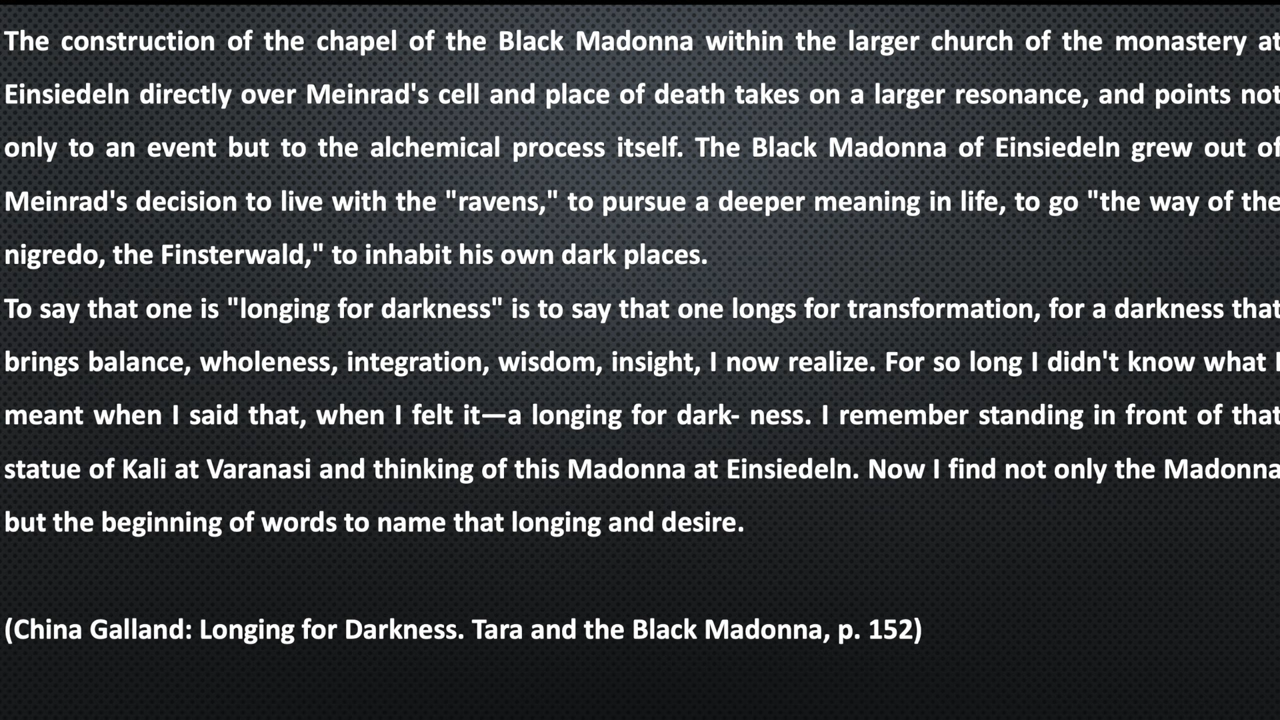 The construction of the chapel of the Black Madonna within the larger church of the monastery at
Einsiedeln directly over Meinrad's cell and place of death takes on a larger resonance, and points not
only to an event but to the alchemical process itself. The Black Madonna of Einsiedeln grew out of
Meinrad's decision to live with the "ravens," to pursue a deeper meaning in life, to go "the way of the
nigredo, the Finsterwald," to inhabit his own dark places.
To say that one is "longing for darkness" is to say that one longs for transformation, for a darkness that
brings balance, wholeness, integration, wisdom, insight, I now realize. For so long I didn't know what I
meant when I said that, when I felt it—a longing for dark- ness. I remember standing in front of that
statue of Kali at Varanasi and thinking of this Madonna at Einsiedeln. Now I find not only the Madonna
but the beginning of words to name that longing and desire.
(China Galland: Longing for Darkness. Tara and the Black Madonna, p. 152)